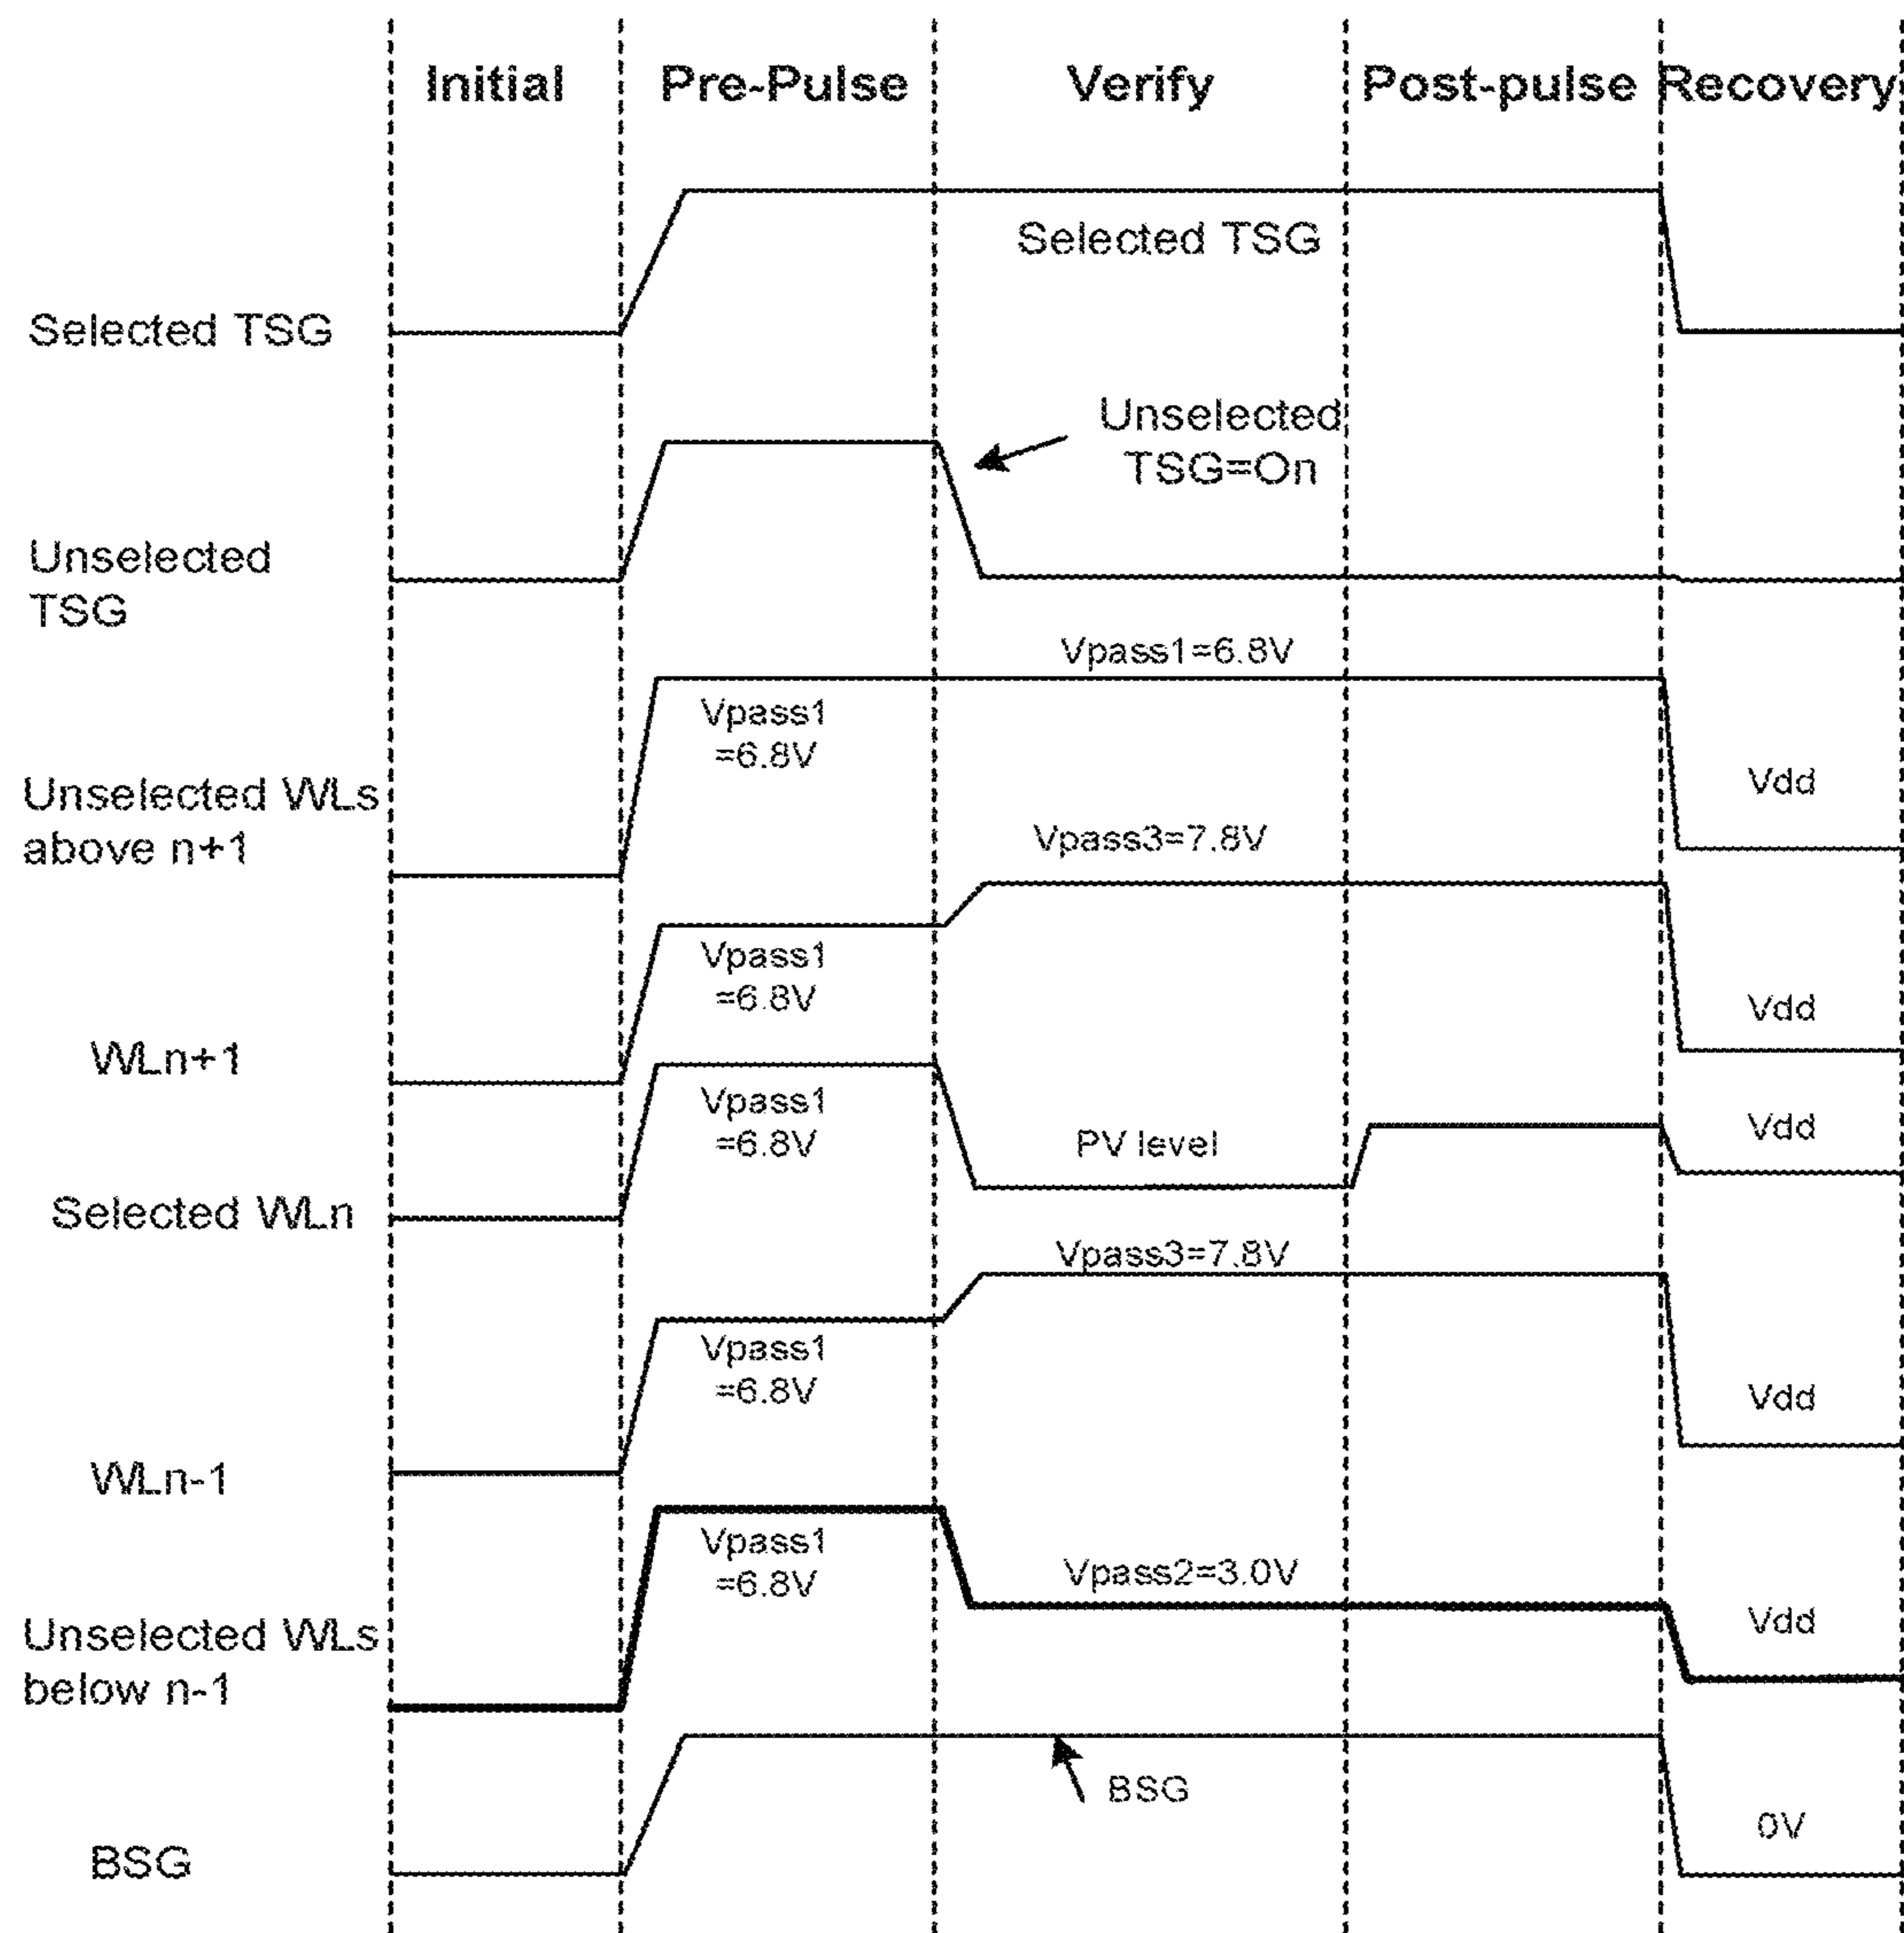 Initial Pre-Pulse Verify Post-pulse Recovery
Selected TSG
Selected TSG
Unselected
TSG=On
Unselected
TSG
Vpass1=6.8V
Vpass1
=6.8V
Unselected WLs
above n+1
Vdd
Vpass3=7.8V
Vpass1
=6.8V
WLn+1
Vdd
Vpass1
=6.8V
PV level
Vdd
Selected WLn
Vpass3=7.8V
Vpass1
=6.8V
Vdd
WLn-1
Vpass1
=6.8V
Vpass2=3.0V
Vdd
Unselected WLs
below n-1
BSG
0V
BSG